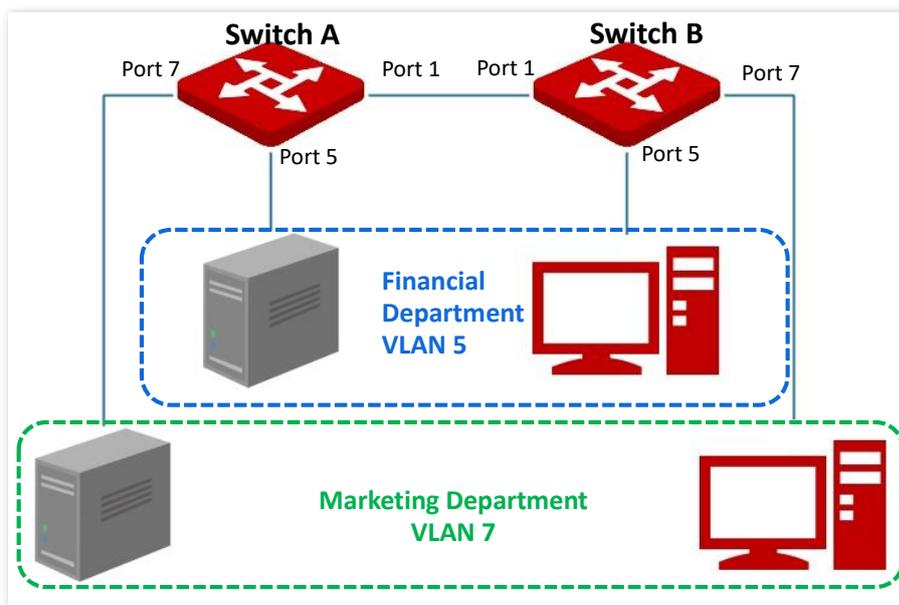 Switch A
Switch B
Port 7
Port 1
Port 1
Port 7
Port 5
Port 5
Financial
Department
VLAN 5
Marketing Department
VLAN 7